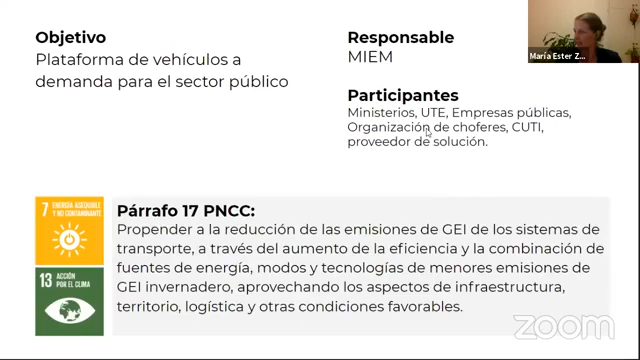 Objetivo
Plataforma de vehículos a
demanda para el sector público
Responsable
MIEM
Participantes
Ministerios, UTE, Empresas públicas,
Organización de choferes, CUTI,
proveedor de solución.
María Ester Z...
7 ENERGÍA ASEQUIBLE
Y NO CONTAMINANTE
13 ACCIÓN
POR EL CLIMA
Párrafo 17 PNCC:
Propender a la reducción de las emisiones de GEI de los sistemas de
transporte, a través del aumento de la eficiencia y la combinación de
fuentes de energía, modos y tecnologías de menores emisiones de
GEI invernadero, aprovechando los aspectos de infraestructura,
territorio, logística y otras condiciones favorables.
zoom